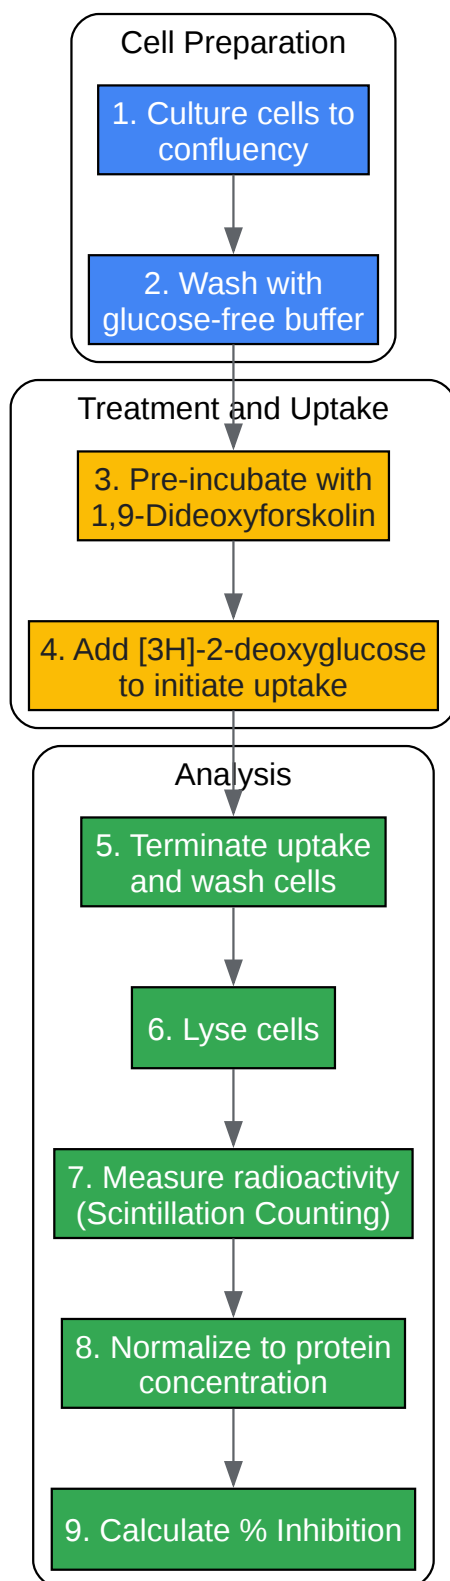 Cell Preparation
1. Culture cells to
confluency
2. Wash with
glucose-free buffer
Treatment and Uptake
3. Pre-incubate with
1,9-Dideoxyforskolin
4. Add [3H]-2-deoxyglucose
to initiate uptake
Analysis
5. Terminate uptake
and wash cells
6. Lyse cells
7. Measure radioactivity
(Scintillation Counting)
8. Normalize to protein
concentration
9. Calculate % Inhibition